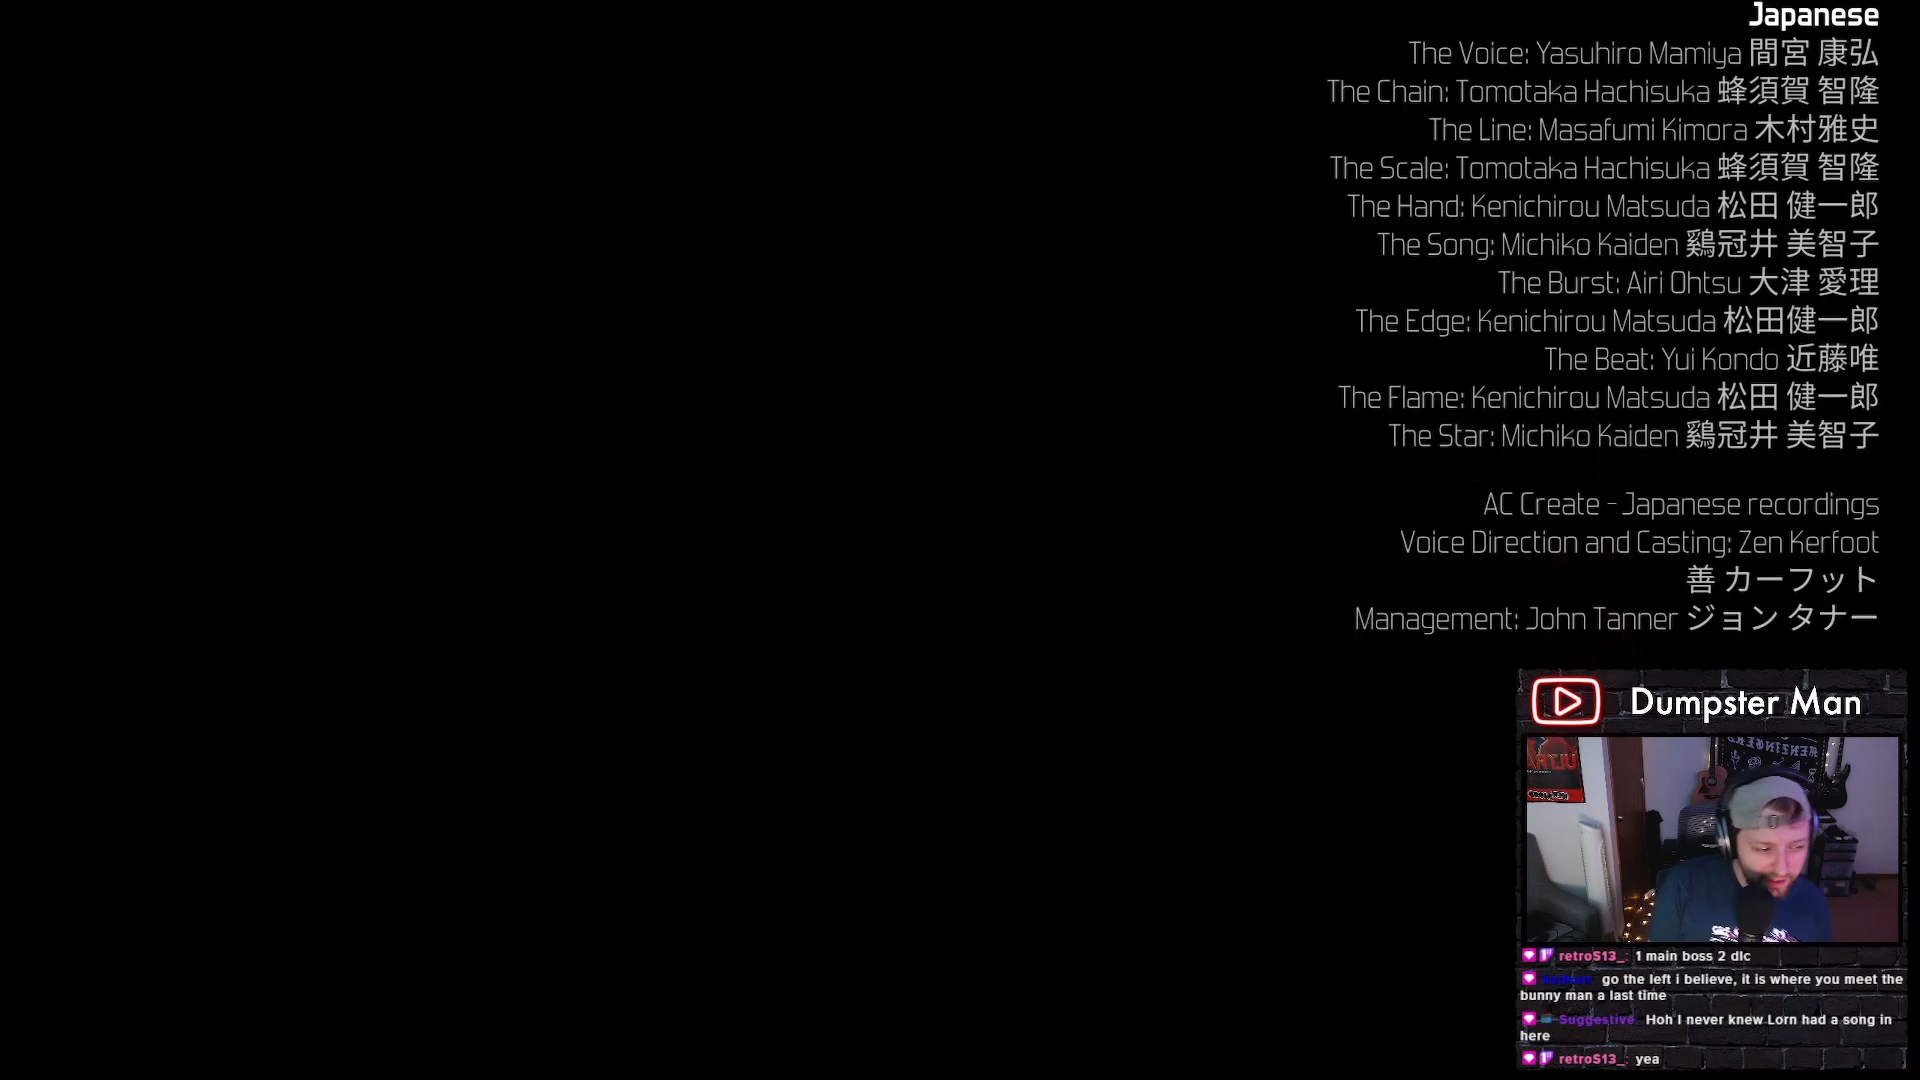 Japanese
The Voice: Yasuhiro Mamiya 間宮 康弘
The Chain: Tomotaka Hachisuka 蜂須賀 智隆
The Line: Masafumi Kimora 木村雅史
The Scale: Tomotaka Hachisuka 蜂須賀 智隆
The Hand: Kenichirou Matsuda 松田 健一郎
The Song: Michiko Kaiden 鷄冠井 美智子
The Burst: Airi Ohtsu 大津 愛理
The Edge: Kenichirou Matsuda 松田健一郎
The Beat: Yui Kondo 近藤唯
The Flame: Kenichirou Matsuda 松田 健一郎
The Star: Michiko Kaiden 鷄冠井 美智子
AC Create - Japanese recordings
Voice Direction and Casting: Zen Kerfoot
善 カーフット
Management: John Tanner ジョン タナー
Dumpster Man
retroS13_: 1 main boss 2 dlc
go the left i believe, it is where you meet the
bunny man a last time
Suggestive: Hoh I never knew Lorn had a song in
here
retroS13_: yea